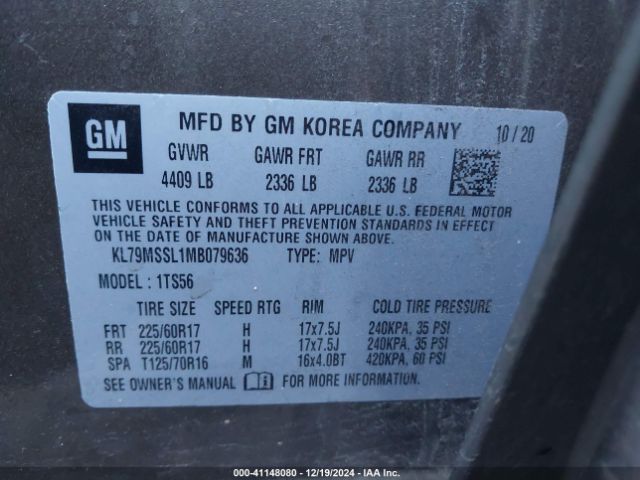 GM
MFD BY GM KOREA COMPANY 10/20
GVWR GAWR FRT GAWR RR
4409 LB 2336 LB 2336 LB
THIS VEHICLE CONFORMS TO ALL APPLICABLE U.S. FEDERAL MOTOR
VEHICLE SAFETY AND THEFT PREVENTION STANDARDS IN EFFECT
ON THE DATE OF MANUFACTURE SHOWN ABOVE.
KL79MSSL1MB079636 TYPE: MPV
MODEL: 1TS56
TIRE SIZE SPEED RTG RIM COLD TIRE PRESSURE
FRT 225/60R17 H 17x7.5J 240KPA, 35 PSI
RR 225/60R17 H 17x7.5J 240KPA, 35 PSI
SPA T125/70R16 M 16x4.0BT 420KPA, 60 PSI
SEE OWNER'S MANUAL FOR MORE INFORMATION.
000-41148080 - 12/19/2024 - IAA Inc.